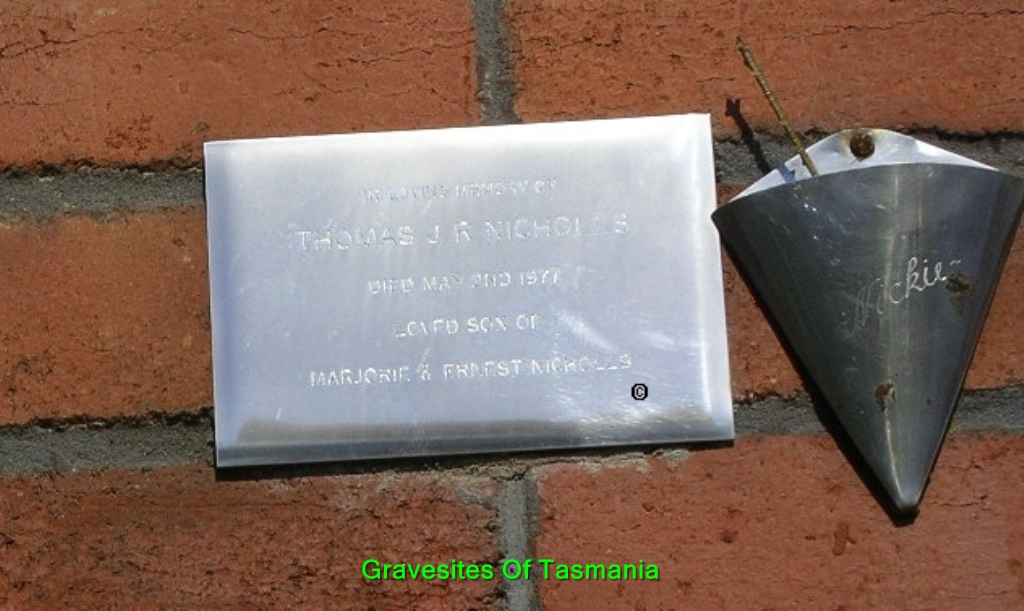 IN LOVING MEMORY OF
THOMAS J. R. NICHOLLS
DIED MAY 2ND 1977
LOVED SON OF
MARJORIE & ERNEST NICHOLLS
©
"Nickie"
Gravesites Of Tasmania